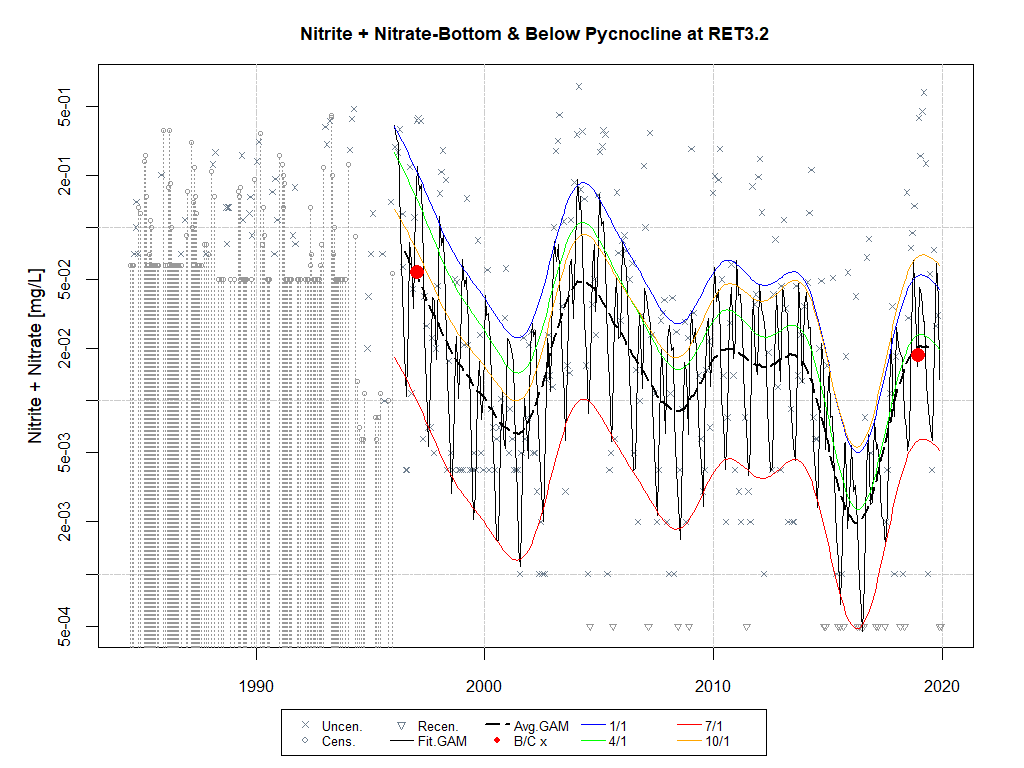 Nitrite + Nitrate-Bottom & Below Pycnocline at RET3.2
Nitrite + Nitrate [mg/L]
5e-01
2e-01
5e-02
2e-02
5e-03
2e-03
5e-04
1990 2000 2010 2020
Uncen. Recen. Avg.GAM 1/1 7/1
Cens. Fit.GAM B/C x 4/1 10/1